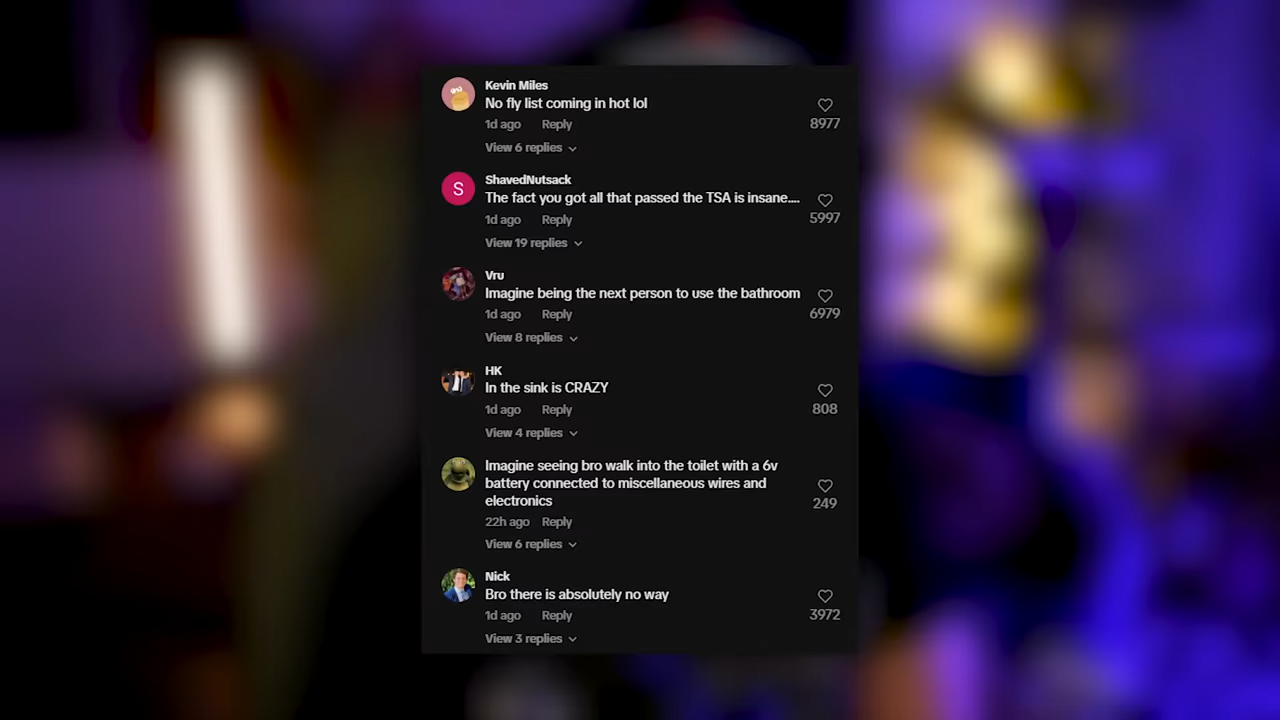 Kevin Miles
No fly list coming in hot lol
8977
1d ago Reply
View 6 replies
S
ShavedNutsack
The fact you got all that passed the TSA is insane....
5997
1d ago Reply
View 19 replies
Vru
Imagine being the next person to use the bathroom
6979
1d ago Reply
View 8 replies
HK
In the sink is CRAZY
808
1d ago Reply
View 4 replies
Imagine seeing bro walk into the toilet with a 6v
battery connected to miscellaneous wires and
electronics
249
22h ago Reply
View 6 replies
Nick
Bro there is absolutely no way
3972
1d ago Reply
View 3 replies